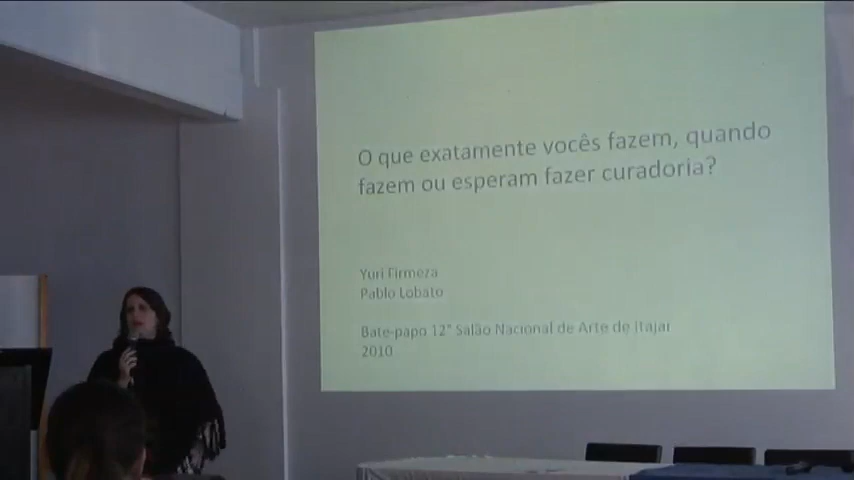 O que exatamente vocês fazem, quando
fazem ou esperam fazer curadoria?
Yuri Firmeza
Pablo Lobato
Bate-papo 12° Salão Nacional de Arte de Itajaí
2010